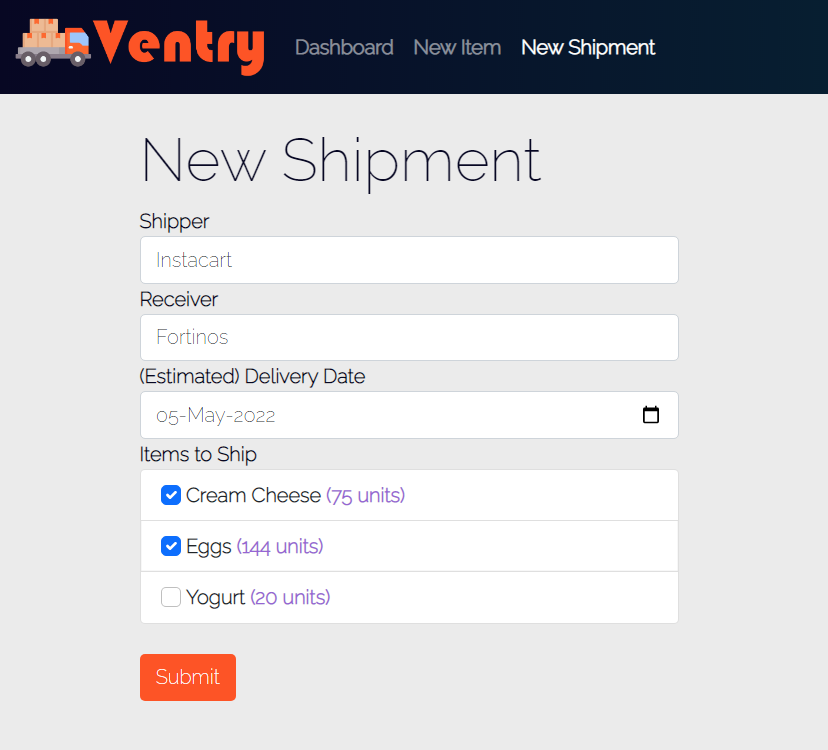 Ventry
Dashboard New Item New Shipment
New Shipment
Shipper
Instacart
Receiver
Fortinos
(Estimated) Delivery Date
05-May-2022
Items to Ship
Cream Cheese (75 units)
Eggs (144 units)
Yogurt (20 units)
Submit